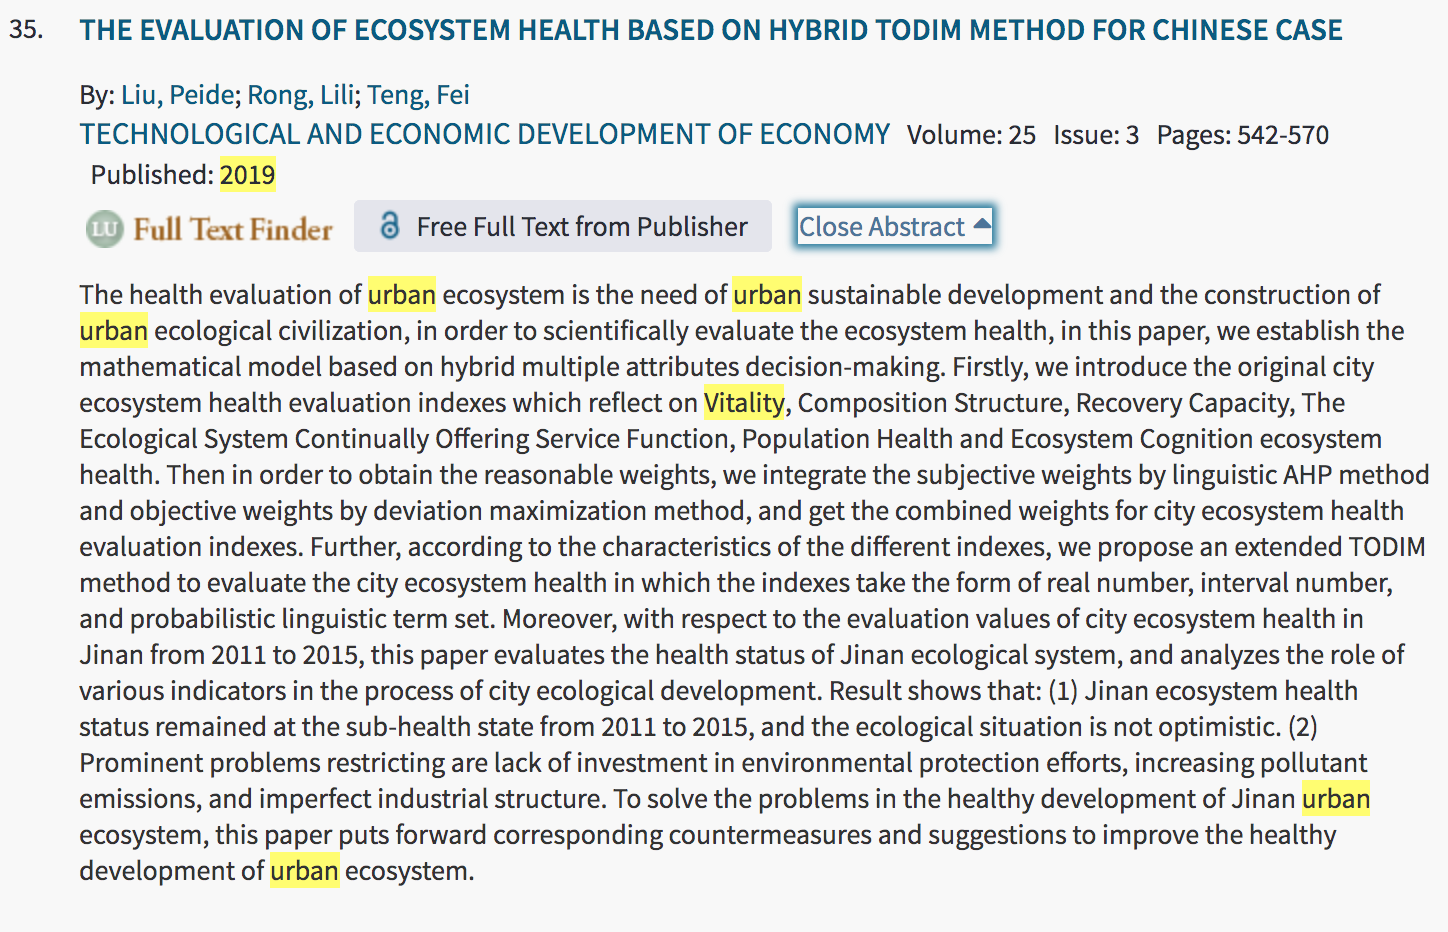 35. THE EVALUATION OF ECOSYSTEM HEALTH BASED ON HYBRID TODIM METHOD FOR CHINESE CASE
By: Liu, Peide; Rong, Lili; Teng, Fei
TECHNOLOGICAL AND ECONOMIC DEVELOPMENT OF ECONOMY Volume: 25 Issue: 3 Pages: 542-570
Published: 2019
LU Full Text Finder Free Full Text from Publisher Close Abstract
The health evaluation of urban ecosystem is the need of urban sustainable development and the construction of
urban ecological civilization, in order to scientifically evaluate the ecosystem health, in this paper, we establish the
mathematical model based on hybrid multiple attributes decision-making. Firstly, we introduce the original city
ecosystem health evaluation indexes which reflect on Vitality, Composition Structure, Recovery Capacity, The
Ecological System Continually Offering Service Function, Population Health and Ecosystem Cognition ecosystem
health. Then in order to obtain the reasonable weights, we integrate the subjective weights by linguistic AHP method
and objective weights by deviation maximization method, and get the combined weights for city ecosystem health
evaluation indexes. Further, according to the characteristics of the different indexes, we propose an extended TODIM
method to evaluate the city ecosystem health in which the indexes take the form of real number, interval number,
and probabilistic linguistic term set. Moreover, with respect to the evaluation values of city ecosystem health in
Jinan from 2011 to 2015, this paper evaluates the health status of Jinan ecological system, and analyzes the role of
various indicators in the process of city ecological development. Result shows that: (1) Jinan ecosystem health
status remained at the sub-health state from 2011 to 2015, and the ecological situation is not optimistic. (2)
Prominent problems restricting are lack of investment in environmental protection efforts, increasing pollutant
emissions, and imperfect industrial structure. To solve the problems in the healthy development of Jinan urban
ecosystem, this paper puts forward corresponding countermeasures and suggestions to improve the healthy
development of urban ecosystem.